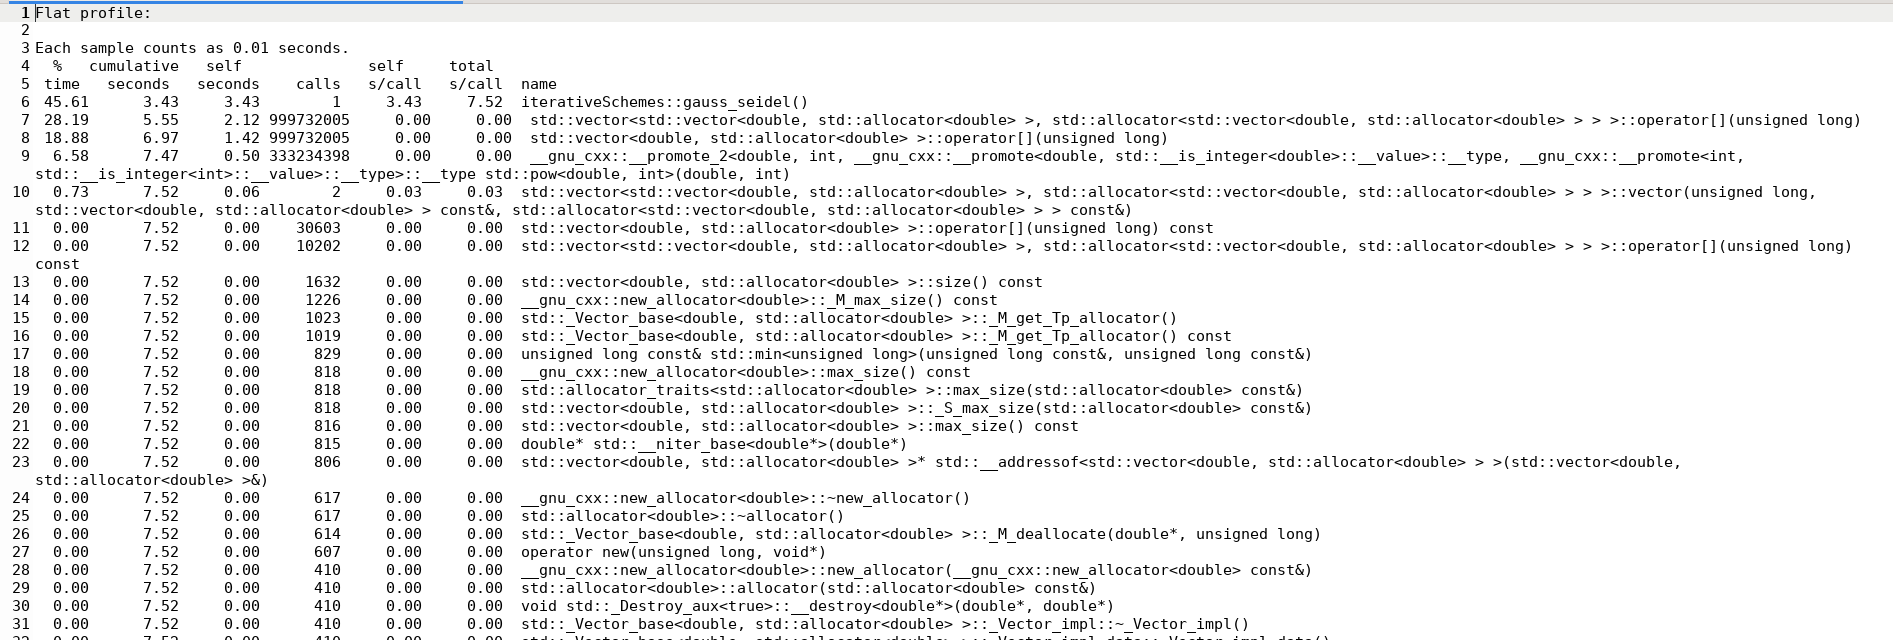 1 Flat profile:
2
3 Each sample counts as 0.01 seconds.
4   %   cumulative   self              self     total
5  time   seconds   seconds    calls   s/call   s/call  name
6 45.61      3.43     3.43        1     3.43     7.52  iterativeSchemes::gauss_seidel()
7 28.19      5.55     2.12 999732005     0.00     0.00  std::vector<std::vector<double, std::allocator<double> >, std::allocator<std::vector<double, std::allocator<double> > > >::operator[](unsigned long)
8 18.88      6.97     1.42 999732005     0.00     0.00  std::vector<double, std::allocator<double> >::operator[](unsigned long)
9  6.58      7.47     0.50 333234398     0.00     0.00  __gnu_cxx::__promote_2<double, int, __gnu_cxx::__promote<double, std::__is_integer<double>::__value>::__type, __gnu_cxx::__promote<int,
std::__is_integer<int>::__value>::__type>::__type std::pow<double, int>(double, int)
10  0.73      7.52     0.06        2     0.03     0.03  std::vector<std::vector<double, std::allocator<double> >, std::allocator<std::vector<double, std::allocator<double> > > >::vector(unsigned long,
std::vector<double, std::allocator<double> > const&, std::allocator<std::vector<double, std::allocator<double> > > const&)
11  0.00      7.52     0.00    30603     0.00     0.00  std::vector<double, std::allocator<double> >::operator[](unsigned long) const
12  0.00      7.52     0.00    10202     0.00     0.00  std::vector<std::vector<double, std::allocator<double> >, std::allocator<std::vector<double, std::allocator<double> > > >::operator[](unsigned long)
const
13  0.00      7.52     0.00     1632     0.00     0.00  std::vector<double, std::allocator<double> >::size() const
14  0.00      7.52     0.00     1226     0.00     0.00  __gnu_cxx::new_allocator<double>::_M_max_size() const
15  0.00      7.52     0.00     1023     0.00     0.00  std::_Vector_base<double, std::allocator<double> >::_M_get_Tp_allocator()
16  0.00      7.52     0.00     1019     0.00     0.00  std::_Vector_base<double, std::allocator<double> >::_M_get_Tp_allocator() const
17  0.00      7.52     0.00      829     0.00     0.00  unsigned long const& std::min<unsigned long>(unsigned long const&, unsigned long const&)
18  0.00      7.52     0.00      818     0.00     0.00  __gnu_cxx::new_allocator<double>::max_size() const
19  0.00      7.52     0.00      818     0.00     0.00  std::allocator_traits<std::allocator<double> >::max_size(std::allocator<double> const&)
20  0.00      7.52     0.00      818     0.00     0.00  std::vector<double, std::allocator<double> >::_S_max_size(std::allocator<double> const&)
21  0.00      7.52     0.00      816     0.00     0.00  std::vector<double, std::allocator<double> >::max_size() const
22  0.00      7.52     0.00      815     0.00     0.00  double* std::__niter_base<double*>(double*)
23  0.00      7.52     0.00      806     0.00     0.00  std::vector<double, std::allocator<double> >* std::__addressof<std::vector<double, std::allocator<double> > >(std::vector<double,
std::allocator<double> >&)
24  0.00      7.52     0.00      617     0.00     0.00  __gnu_cxx::new_allocator<double>::~new_allocator()
25  0.00      7.52     0.00      617     0.00     0.00  std::allocator<double>::~allocator()
26  0.00      7.52     0.00      614     0.00     0.00  std::_Vector_base<double, std::allocator<double> >::_M_deallocate(double*, unsigned long)
27  0.00      7.52     0.00      607     0.00     0.00  operator new(unsigned long, void*)
28  0.00      7.52     0.00      410     0.00     0.00  __gnu_cxx::new_allocator<double>::new_allocator(__gnu_cxx::new_allocator<double> const&)
29  0.00      7.52     0.00      410     0.00     0.00  std::allocator<double>::allocator(std::allocator<double> const&)
30  0.00      7.52     0.00      410     0.00     0.00  void std::_Destroy_aux<true>::__destroy<double*>(double*, double*)
31  0.00      7.52     0.00      410     0.00     0.00  std::_Vector_base<double, std::allocator<double> >::_Vector_impl::~_Vector_impl()